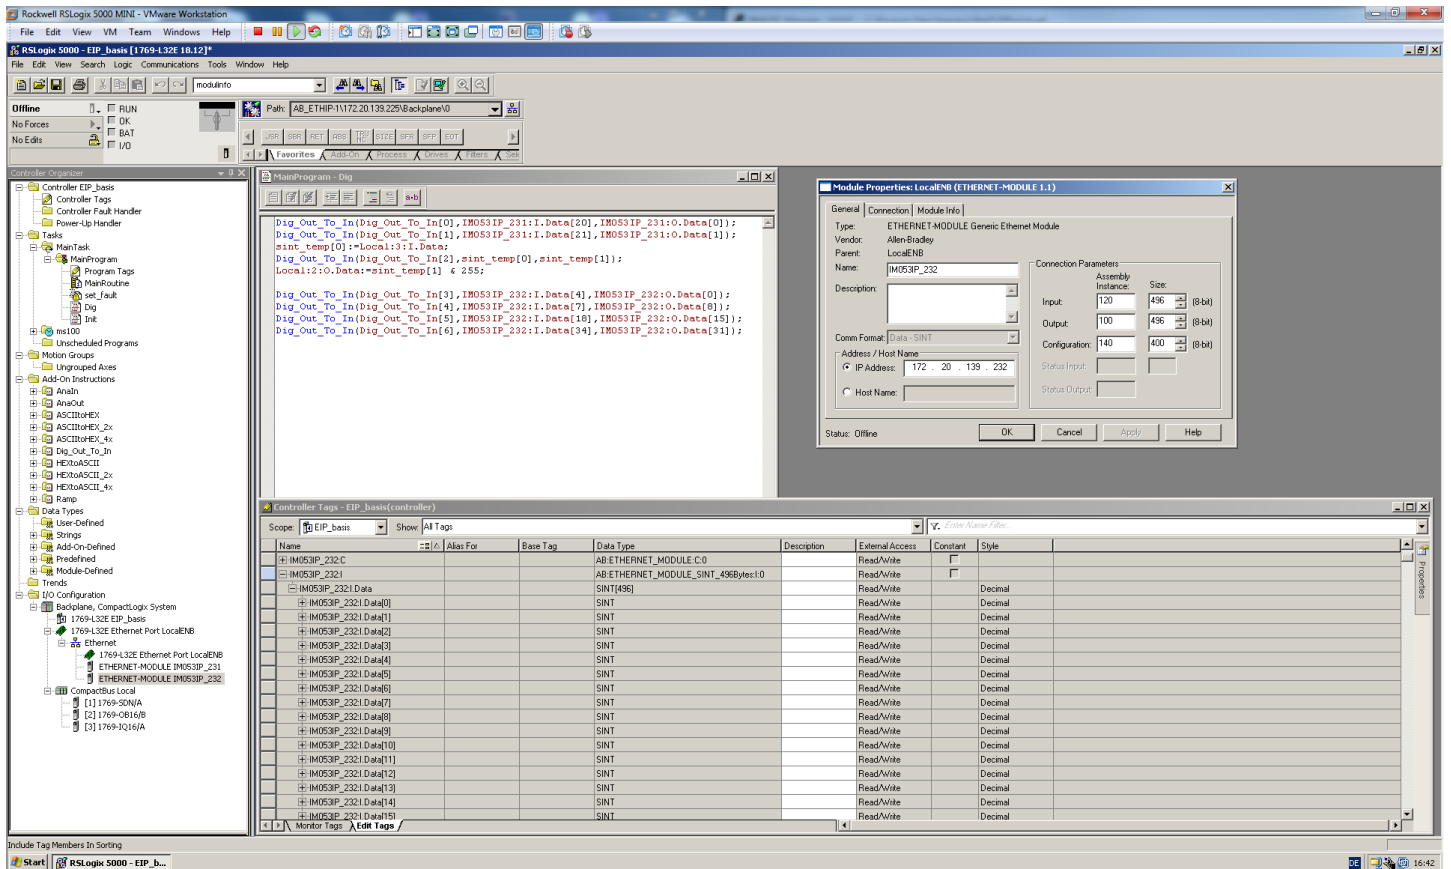 Rockwell RSLogix 5000 MINI - VMware Workstation
File Edit View VM Team Windows Help
RSLogix 5000 - EIP_basis [1769-L32E 18.12]*
File Edit View Search Logic Communications Tools Window Help
modulinfo
Offline
RUN
OK
BAT
I/O
No Forces
No Edits
Path: AB_ETHIP-1\172.20.139.225\Backplane\0
JSR SBR RET ABS SIZE SFR SFP EOT
Favorites Add-On Process Drives Filters Sel
Controller Organizer
Controller EIP_basis
Controller Tags
Controller Fault Handler
Power-Up Handler
Tasks
MainTask
MainProgram
Program Tags
MainRoutine
set_fault
Dig
Init
ms100
Unscheduled Programs
Motion Groups
Ungrouped Axes
Add-On Instructions
AnaIn
AnaOut
ASCIItoHEX
ASCIItoHEX_2x
ASCIItoHEX_4x
Dig_Out_To_In
HEXtoASCII
HEXtoASCII_2x
HEXtoASCII_4x
Ramp
Data Types
User-Defined
Strings
Add-On-Defined
Predefined
Module-Defined
Trends
I/O Configuration
Backplane, CompactLogix System
1769-L32E EIP_basis
1769-L32E Ethernet Port LocalENB
Ethernet
1769-L32E Ethernet Port LocalENB
ETHERNET-MODULE IM053IP_231
ETHERNET-MODULE IM053IP_232
CompactBus Local
[1] 1769-SDN/A
[2] 1769-OB16/B
[3] 1769-IQ16/A
MainProgram - Dig
Dig_Out_To_In(Dig_Out_To_In[0],IM053IP_231:I.Data[20],IM053IP_231:O.Data[0]);
Dig_Out_To_In(Dig_Out_To_In[1],IM053IP_231:I.Data[21],IM053IP_231:O.Data[1]);
sint_temp[0]:=Local:3:I.Data;
Dig_Out_To_In(Dig_Out_To_In[2],sint_temp[0],sint_temp[1]);
Local:2:O.Data:=sint_temp[1] & 255;
Dig_Out_To_In(Dig_Out_To_In[3],IM053IP_232:I.Data[4],IM053IP_232:O.Data[0]);
Dig_Out_To_In(Dig_Out_To_In[4],IM053IP_232:I.Data[7],IM053IP_232:O.Data[8]);
Dig_Out_To_In(Dig_Out_To_In[5],IM053IP_232:I.Data[18],IM053IP_232:O.Data[15]);
Dig_Out_To_In(Dig_Out_To_In[6],IM053IP_232:I.Data[34],IM053IP_232:O.Data[31]);
Module Properties: LocalENB (ETHERNET-MODULE 1.1)
General Connection Module Info
Type: ETHERNET-MODULE Generic Ethernet Module
Vendor: Allen-Bradley
Parent: LocalENB
Name: IM053IP_232
Description:
Comm Format: Data - SINT
Address / Host Name
IP Address: 172 . 20 . 139 . 232
Host Name:
Connection Parameters
Assembly
Instance: Size:
Input: 120 496 (8-bit)
Output: 100 496 (8-bit)
Configuration: 140 400 (8-bit)
Status Input:
Status Output:
Status: Offline
OK Cancel Apply Help
Controller Tags - EIP_basis(controller)
Scope: EIP_basis Show: All Tags Enter Name Filter...
Name Alias For Base Tag Data Type Description External Access Constant Style
IM053IP_232:C AB:ETHERNET_MODULE:C:0 Read/Write
IM053IP_232:I AB:ETHERNET_MODULE_SINT_496Bytes:I:0 Read/Write
IM053IP_232:I.Data SINT[496] Read/Write Decimal
IM053IP_232:I.Data[0] SINT Read/Write Decimal
IM053IP_232:I.Data[1] SINT Read/Write Decimal
IM053IP_232:I.Data[2] SINT Read/Write Decimal
IM053IP_232:I.Data[3] SINT Read/Write Decimal
IM053IP_232:I.Data[4] SINT Read/Write Decimal
IM053IP_232:I.Data[5] SINT Read/Write Decimal
IM053IP_232:I.Data[6] SINT Read/Write Decimal
IM053IP_232:I.Data[7] SINT Read/Write Decimal
IM053IP_232:I.Data[8] SINT Read/Write Decimal
IM053IP_232:I.Data[9] SINT Read/Write Decimal
IM053IP_232:I.Data[10] SINT Read/Write Decimal
IM053IP_232:I.Data[11] SINT Read/Write Decimal
IM053IP_232:I.Data[12] SINT Read/Write Decimal
IM053IP_232:I.Data[13] SINT Read/Write Decimal
IM053IP_232:I.Data[14] SINT Read/Write Decimal
IM053IP_232:I.Data[15] SINT Read/Write Decimal
Properties
Monitor Tags Edit Tags
Include Tag Members In Sorting
Start RSLogix 5000 - EIP_b... DE 16:42